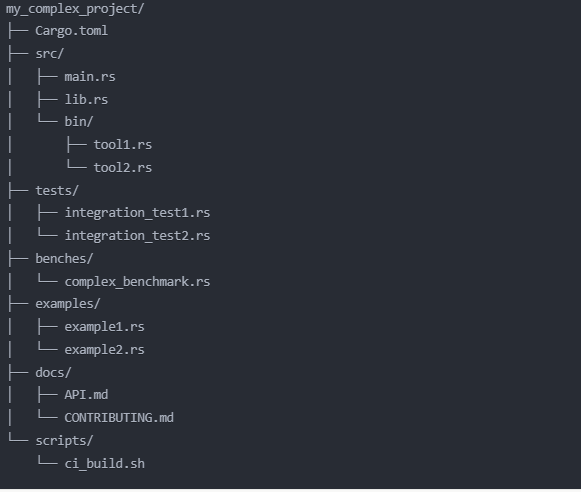 my_complex_project/
├── Cargo.toml
├── src/
│   ├── main.rs
│   ├── lib.rs
│   └── bin/
│       ├── tool1.rs
│       └── tool2.rs
├── tests/
│   ├── integration_test1.rs
│   └── integration_test2.rs
├── benches/
│   └── complex_benchmark.rs
├── examples/
│   ├── example1.rs
│   └── example2.rs
├── docs/
│   ├── API.md
│   └── CONTRIBUTING.md
└── scripts/
    └── ci_build.sh